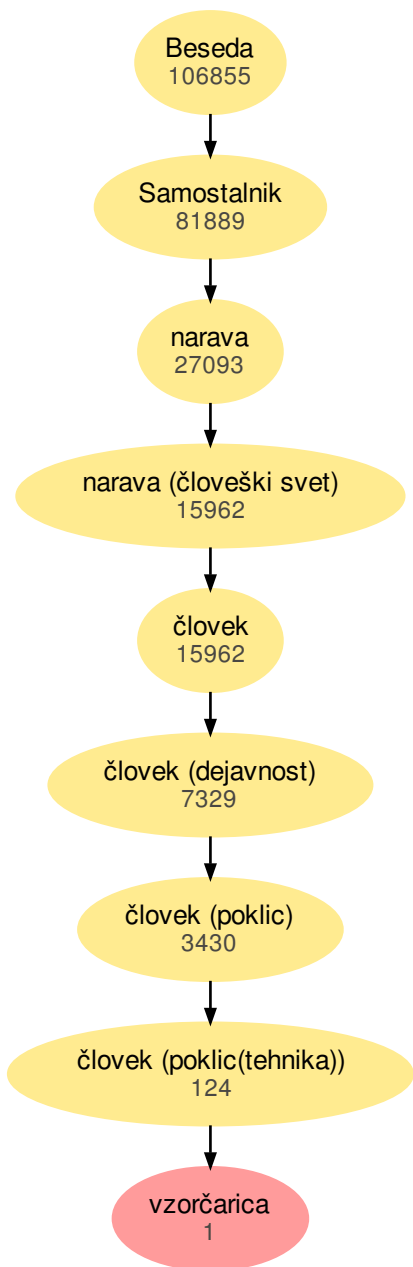 Beseda
106855
Samostalnik
81889
narava
27093
narava (človeški svet)
15962
človek
15962
človek (dejavnost)
7329
človek (poklic)
3430
človek (poklic(tehnika))
124
vzorčarica
1